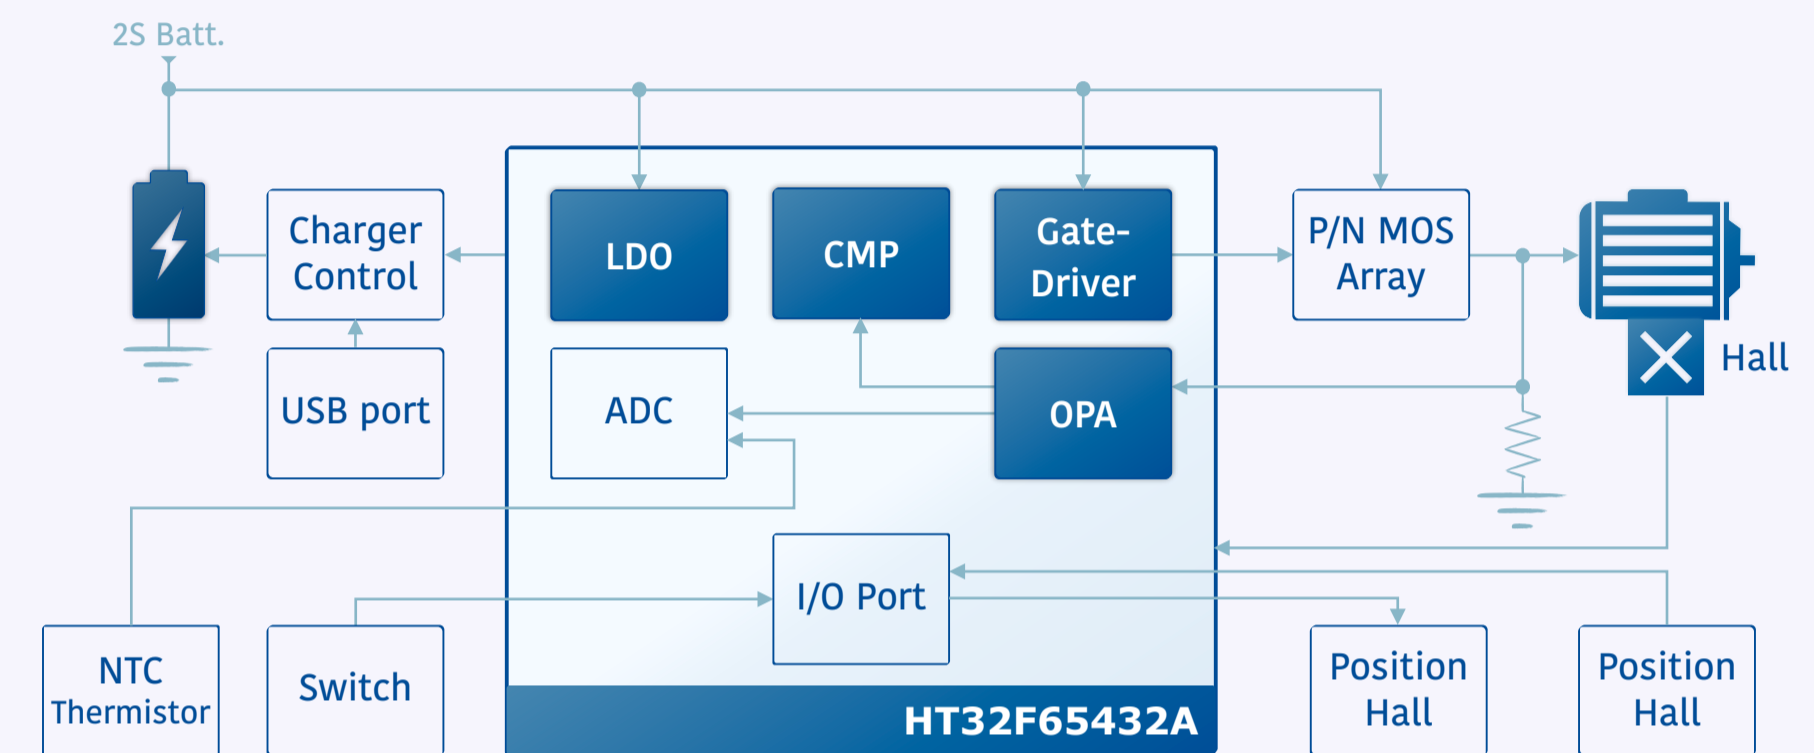 2S Batt.
Charger
Control
LDO
CMP
Gate-
Driver
P/N MOS
Array
Hall
USB port
ADC
OPA
I/O Port
NTC
Thermistor
Switch
Position
Hall
Position
Hall
HT32F65432A